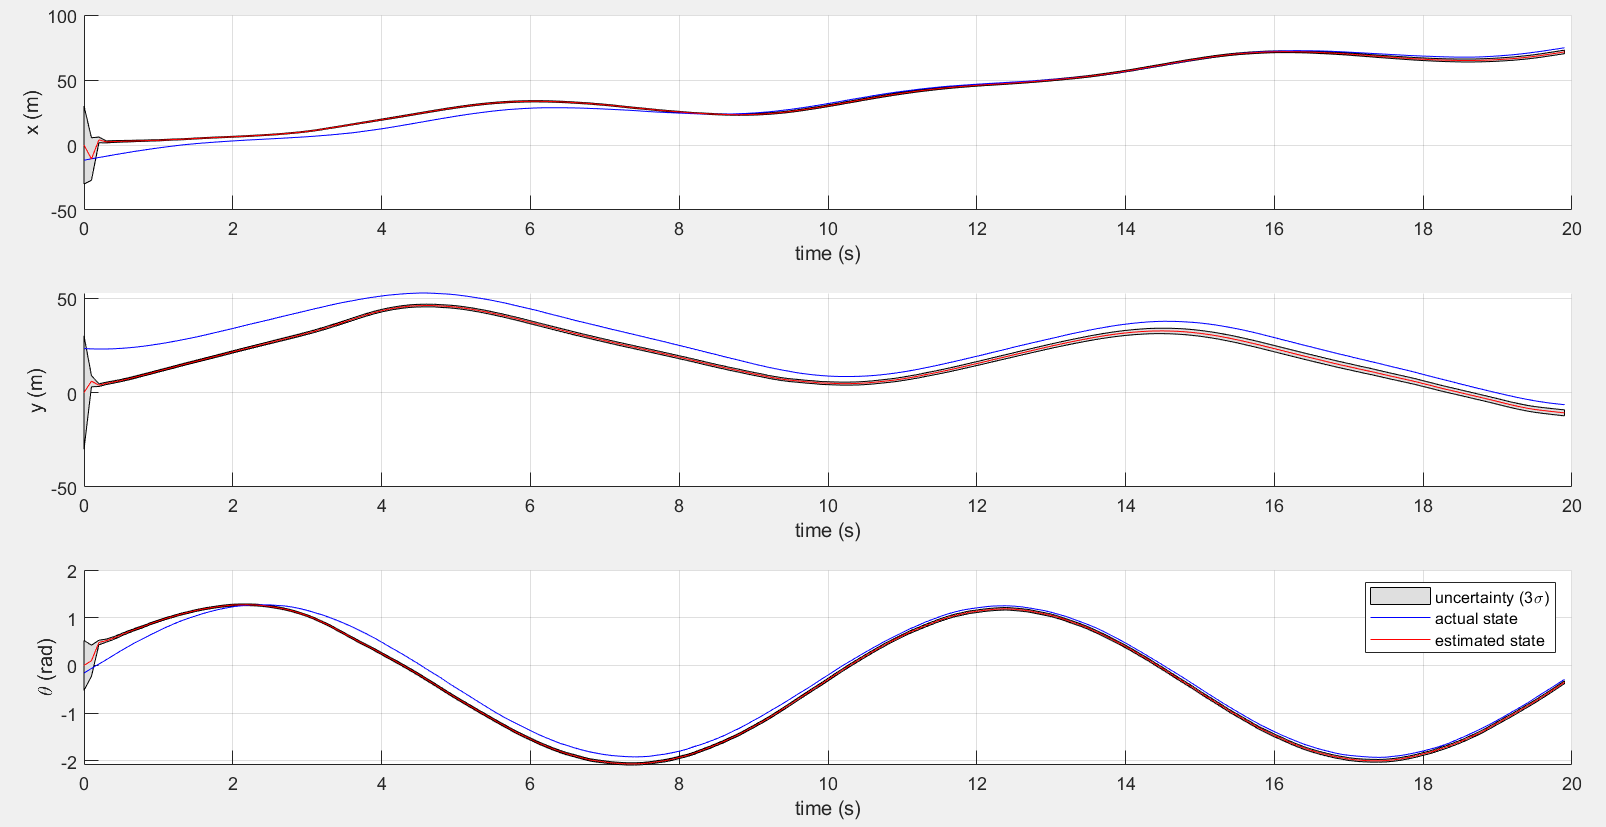 100
50
0
-50
x (m)
0 2 4 6 8 10 12 14 16 18 20
time (s)
50
0
-50
y (m)
0 2 4 6 8 10 12 14 16 18 20
time (s)
2
1
0
-1
-2
θ (rad)
uncertainty (3σ)
actual state
estimated state
0 2 4 6 8 10 12 14 16 18 20
time (s)